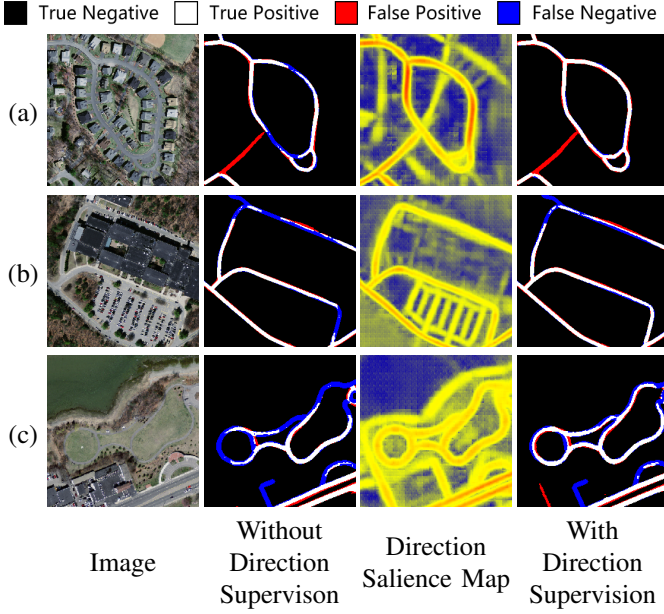 True Negative True Positive False Positive False Negative
(a)
(b)
(c)
Image
Without
Direction
Supervison
Direction
Salience Map
With
Direction
Supervision